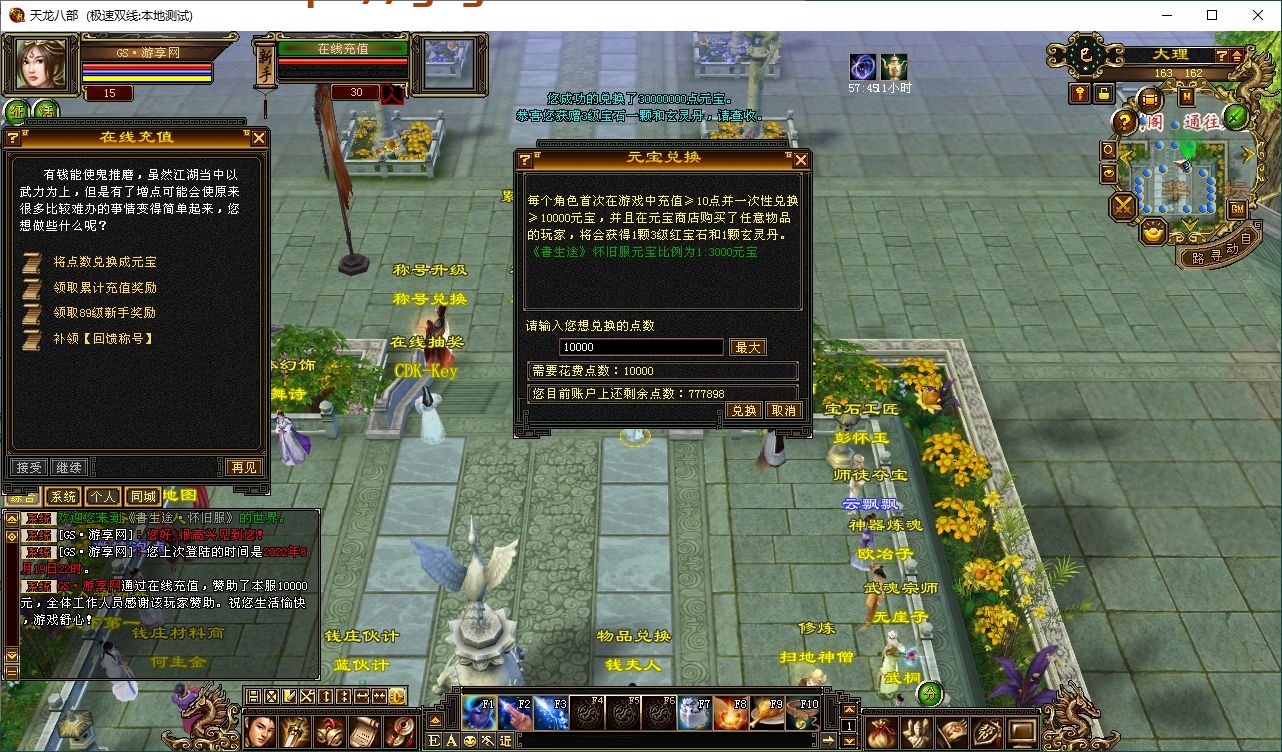 天龙八部 (极速双线:本地测试)
GS·游享网
15
新手
在线充值
30
57:45
11小时
大理
163 162
您成功的兑换了30000000点元宝。
恭喜您获赠3级宝石一颗和玄灵丹，请查收。
在线充值
有钱能使鬼推磨，虽然江湖当中以
武力为上，但是有了增点可能会使原来
很多比较难办的事情变得简单起来，您
想做些什么呢？
将点数兑换成元宝
领取累计充值奖励
领取89级新手奖励
补领【回馈称号】
接受
继续
再见
元宝兑换
每个角色首次在游戏中充值≥10点并一次性兑换
≥10000元宝，并且在元宝商店购买了任意物品
的玩家，将会获得1颗3级红宝石和1颗玄灵丹。
《書生途》怀旧服元宝比例为1:3000元宝
请输入您想兑换的点数
10000
最大
需要花费点数：10000
您目前账户上还剩余点数：777898
兑换
取消
称号升级
称号兑换
在线抽奖
CDK-Key
幻饰
舞诗
宝石工匠
彭怀玉
师徒夺宝
云飘飘
神器炼魂
欧冶子
武魂宗师
无崖子
修炼
扫地神僧
武桐
物品兑换
钱夫人
钱庄伙计
蓝伙计
钱庄材料商
何生金
自动寻路
GM
综合
系统
个人
同城
地图
系统 欢迎您来到《書生途、怀旧服》的世界。
系统 [GS·游享网]：您好,很高兴见到您!
系统 [GS·游享网]：您上次登陆的时间是2022年8
月19日22时。
系统 GS·游享网通过在线充值，赞助了本服10000
元，全体工作人员感谢该玩家赞助。祝您生活愉快
，游戏舒心！
F1
F2
F3
F4
F5
F6
F7
F8
F9
F10
1
近